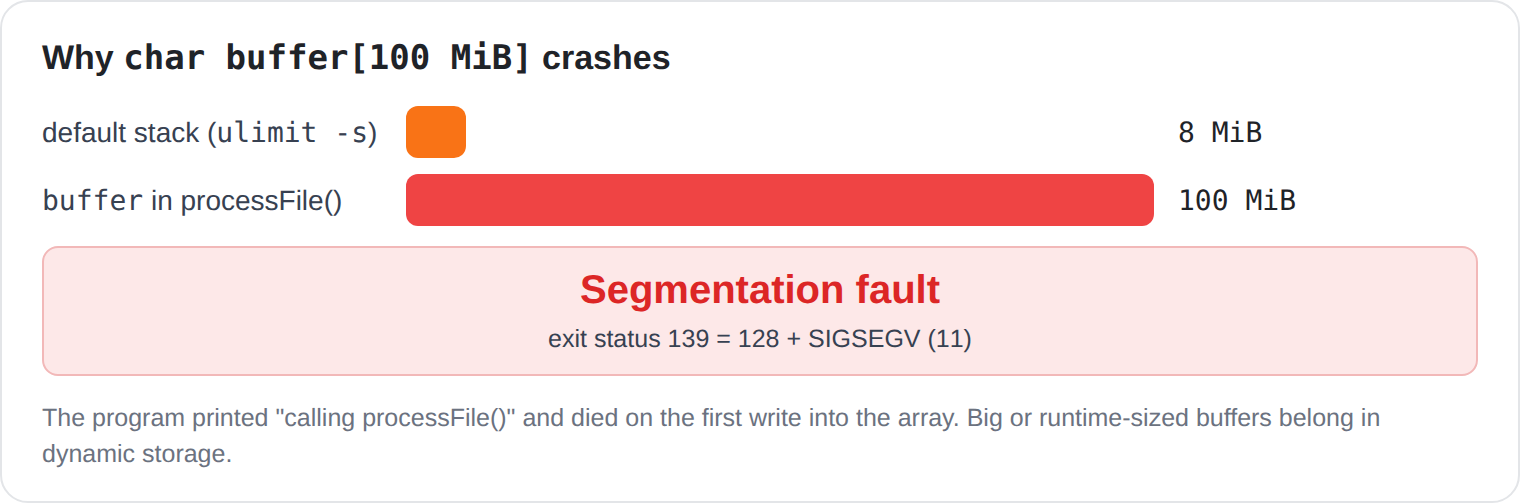 Why char buffer[100 MiB] crashes
default stack (ulimit -s) 8 MiB
buffer in processFile() 100 MiB
Segmentation fault
exit status 139 = 128 + SIGSEGV (11)
The program printed "calling processFile()" and died on the first write into the array. Big or runtime-sized buffers belong in
dynamic storage.